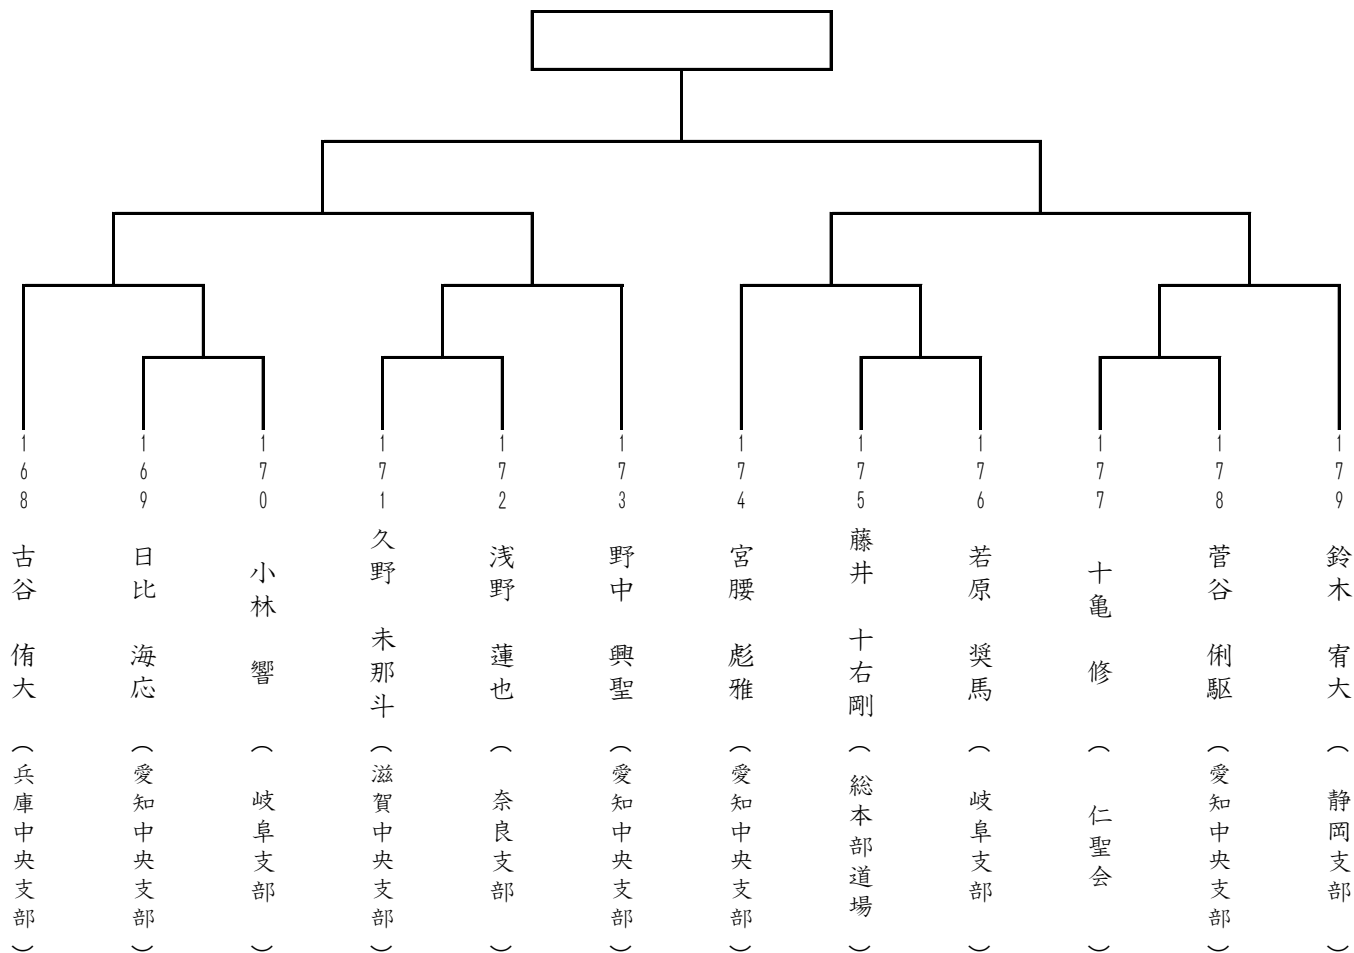 168 古谷 侑大 (兵庫中央支部)
169 日比 海応 (愛知中央支部)
170 小林 響 (岐阜支部)
171 久野 未那斗 (滋賀中央支部)
172 浅野 蓮也 (奈良支部)
173 野中 興聖 (愛知中央支部)
174 宮腰 彪雅 (愛知中央支部)
175 藤井 十右剛 (総本部道場)
176 若原 奨馬 (岐阜支部)
177 十亀 修 (仁聖会)
178 菅谷 俐駆 (愛知中央支部)
179 鈴木 宥大 (静岡支部)